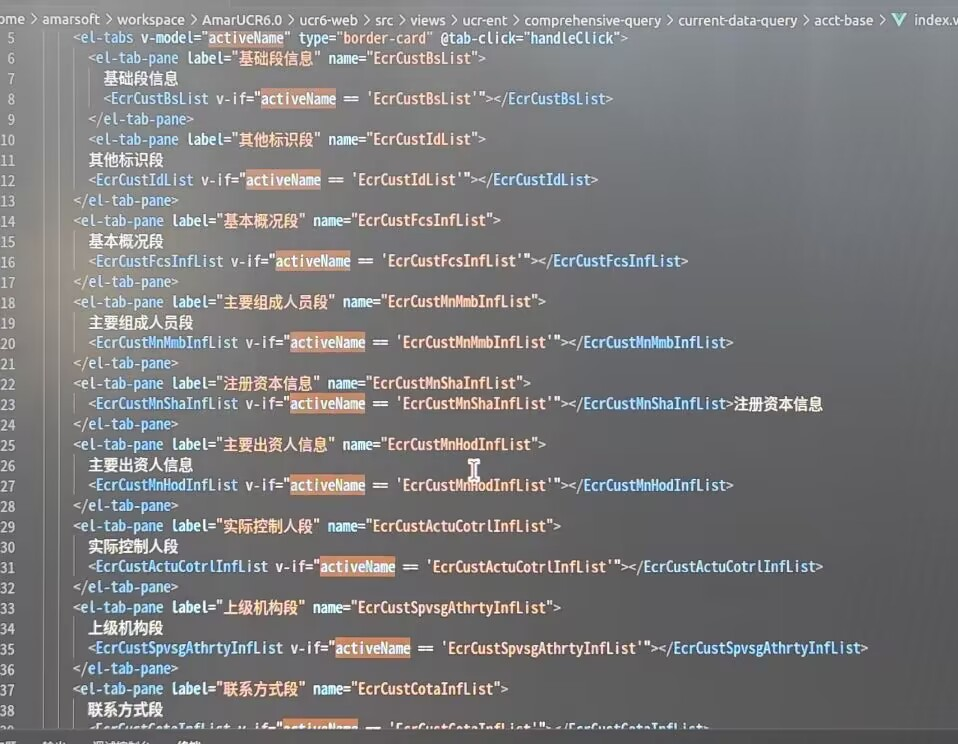 ome > amarsoft > workspace > AmarUCR6.0 > ucr6-web > src > views > ucr-ent > comprehensive-query > current-data-query > acct-base > index.v
5 <el-tabs v-model="activeName" type="border-card" @tab-click="handleClick">
6 <el-tab-pane label="基础段信息" name="EcrCustBsList">
7 基础段信息
8 <EcrCustBsList v-if="activeName == 'EcrCustBsList'"></EcrCustBsList>
9 </el-tab-pane>
10 <el-tab-pane label="其他标识段" name="EcrCustIdList">
11 其他标识段
12 <EcrCustIdList v-if="activeName == 'EcrCustIdList'"></EcrCustIdList>
13 </el-tab-pane>
14 <el-tab-pane label="基本概况段" name="EcrCustFcsInfList">
15 基本概况段
16 <EcrCustFcsInfList v-if="activeName == 'EcrCustFcsInfList'"></EcrCustFcsInfList>
17 </el-tab-pane>
18 <el-tab-pane label="主要组成人员段" name="EcrCustMnMmbInfList">
19 主要组成人员段
20 <EcrCustMnMmbInfList v-if="activeName == 'EcrCustMnMmbInfList'"></EcrCustMnMmbInfList>
21 </el-tab-pane>
22 <el-tab-pane label="注册资本信息" name="EcrCustMnShaInfList">
23 <EcrCustMnShaInfList v-if="activeName == 'EcrCustMnShaInfList'"></EcrCustMnShaInfList>注册资本信息
24 </el-tab-pane>
25 <el-tab-pane label="主要出资人信息" name="EcrCustMnHodInfList">
26 主要出资人信息
27 <EcrCustMnHodInfList v-if="activeName == 'EcrCustMnHodInfList'"></EcrCustMnHodInfList>
28 </el-tab-pane>
29 <el-tab-pane label="实际控制人段" name="EcrCustActuCotrlInfList">
30 实际控制人段
31 <EcrCustActuCotrlInfList v-if="activeName == 'EcrCustActuCotrlInfList'"></EcrCustActuCotrlInfList>
32 </el-tab-pane>
33 <el-tab-pane label="上级机构段" name="EcrCustSpvsgAthrtyInfList">
34 上级机构段
35 <EcrCustSpvsgAthrtyInfList v-if="activeName == 'EcrCustSpvsgAthrtyInfList'"></EcrCustSpvsgAthrtyInfList>
36 </el-tab-pane>
37 <el-tab-pane label="联系方式段" name="EcrCustCotaInfList">
38 联系方式段
<EcrCustCotaInfList v-if="activeName == 'EcrCustCotaInfList'"></EcrCustCotaInfList>